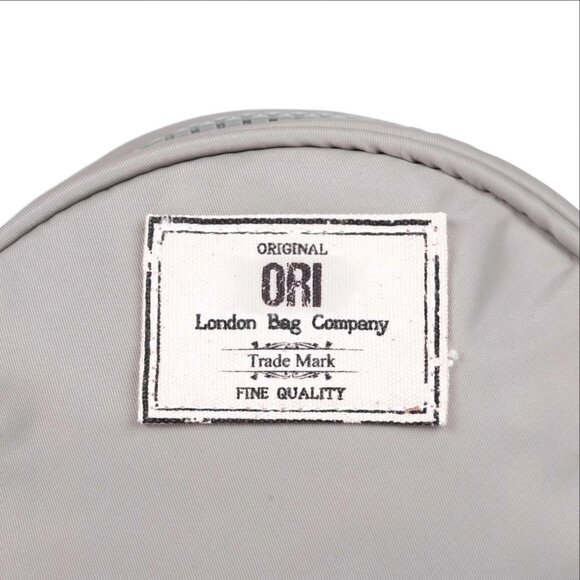 ORIGINAL
ORI
London Bag Company
Trade Mark
FINE QUALITY